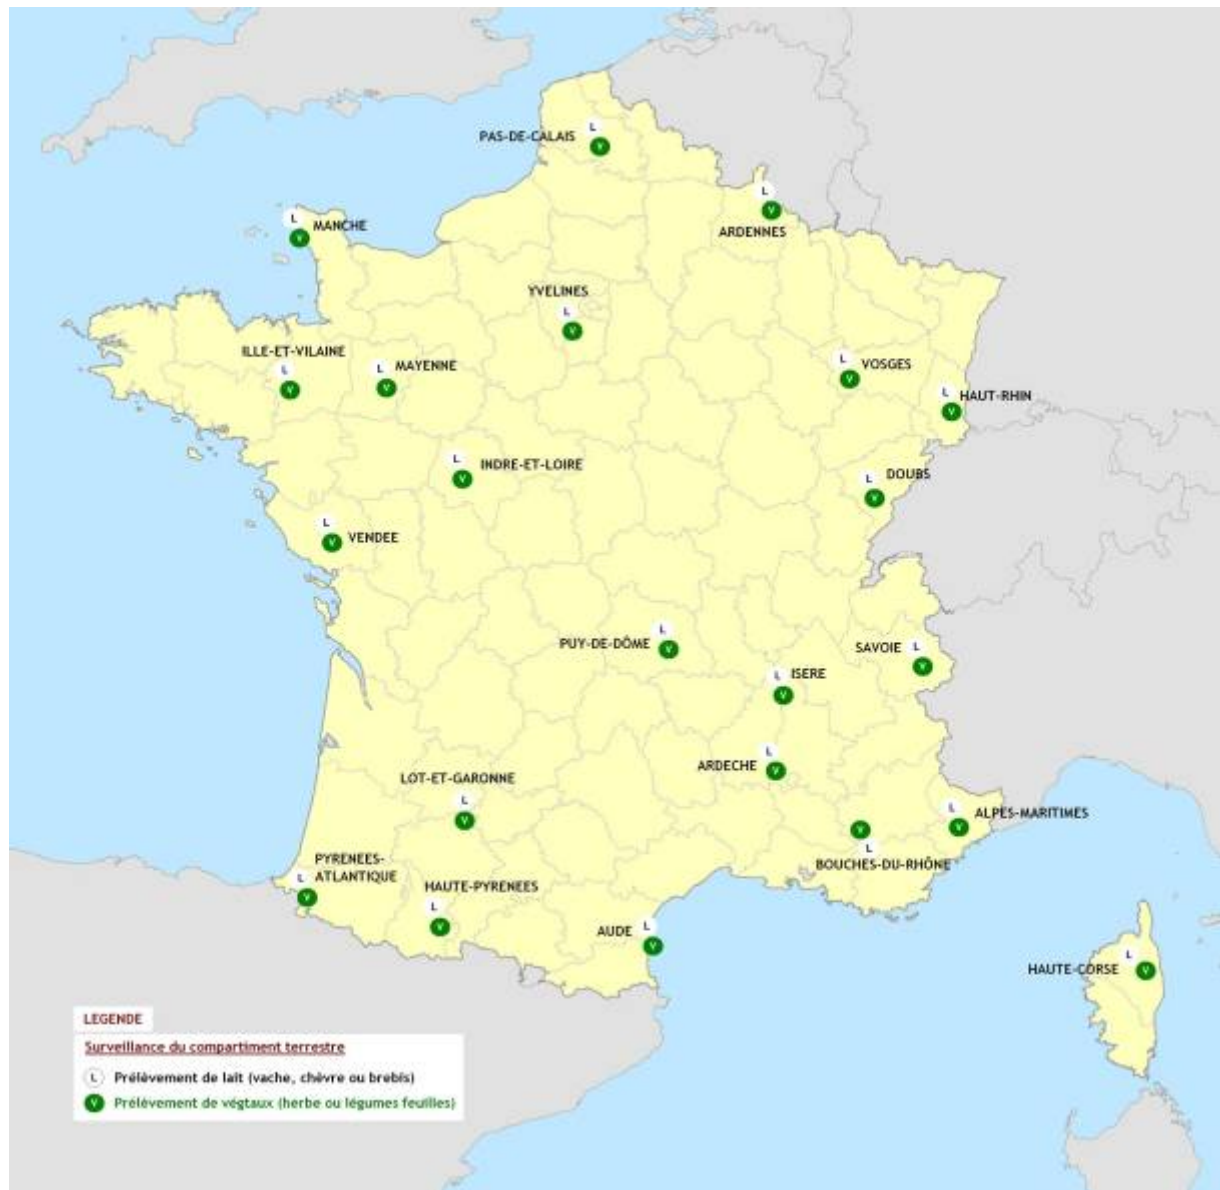 PAS-DE-CALAIS
L
V
L
V
ARDENNES
L
MANCHE
V
YVELINES
L
V
ILLE-ET-VILAINE
L
V
L
MAYENNE
V
L
VOSGES
V
L
HAUT-RHIN
V
L
INDRE-ET-LOIRE
V
L
DOUBS
V
L
VENDEE
V
PUY-DE-DÔME
L
V
SAVOIE
L
V
L
ISERE
V
ARDECHE
L
V
LOT-ET-GARONNE
L
V
L
ALPES-MARITIMES
V
V
L
BOUCHES-DU-RHÔNE
PYRENEES-
ATLANTIQUE
L
V
HAUTE-PYRENEES
L
V
AUDE
L
V
HAUTE-CORSE
L
V
LEGENDE
Surveillance du compartiment terrestre
L Prélèvement de lait (vache, chèvre ou brebis)
V Prélèvement de végtaux (herbe ou légumes feuilles)